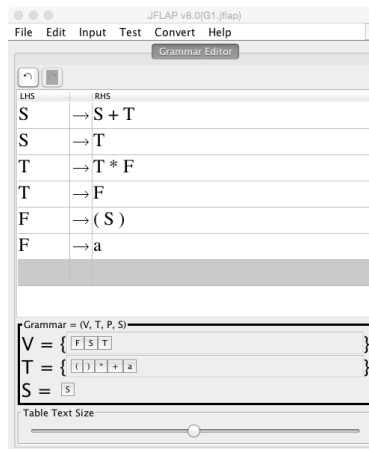 JFLAP v8.0(G1.jflap)
File Edit Input Test Convert Help
Grammar Editor
LHS RHS
S → S + T
S → T
T → T * F
T → F
F → ( S )
F → a
Grammar = (V, T, P, S)
V = { F S T }
T = { ( ) * + a }
S = S
Table Text Size